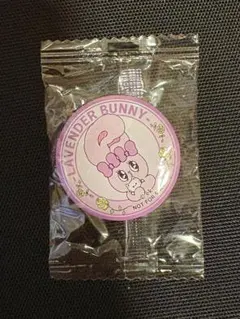 ·LAVENDER BUNNY·
NOT FOR